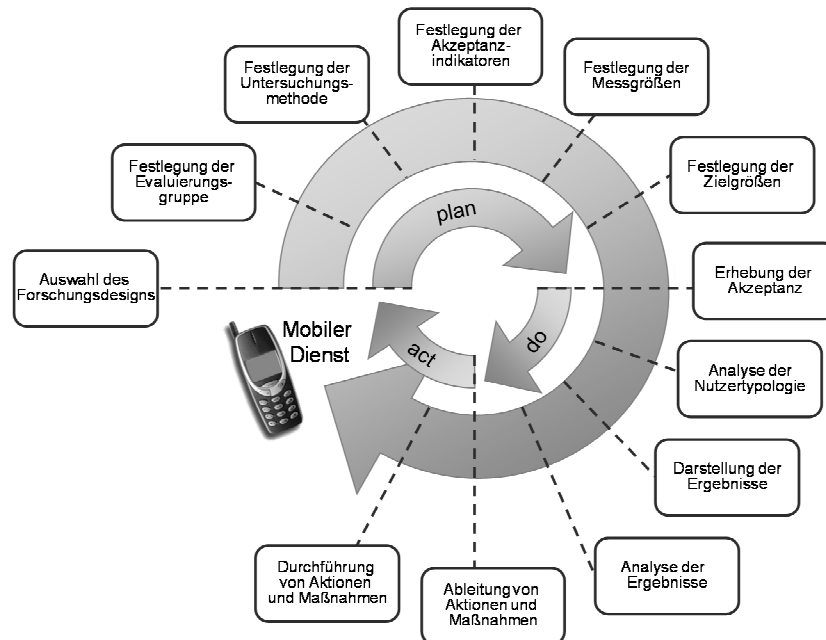 Festlegung der
Akzeptanz-
indikatoren
Festlegung der
Untersuchungs-
methode
Festlegung der
Messgrößen
Festlegung der
Evaluierungs-
gruppe
Festlegung der
Zielgrößen
plan
Auswahl des
Forschungsdesigns
Erhebung der
Akzeptanz
Mobiler
Dienst
act
do
Analyse der
Nutzertypologie
Darstellung der
Ergebnisse
Durchführung
von Aktionen
und Maßnahmen
Ableitung von
Aktionen und
Maßnahmen
Analyse der
Ergebnisse